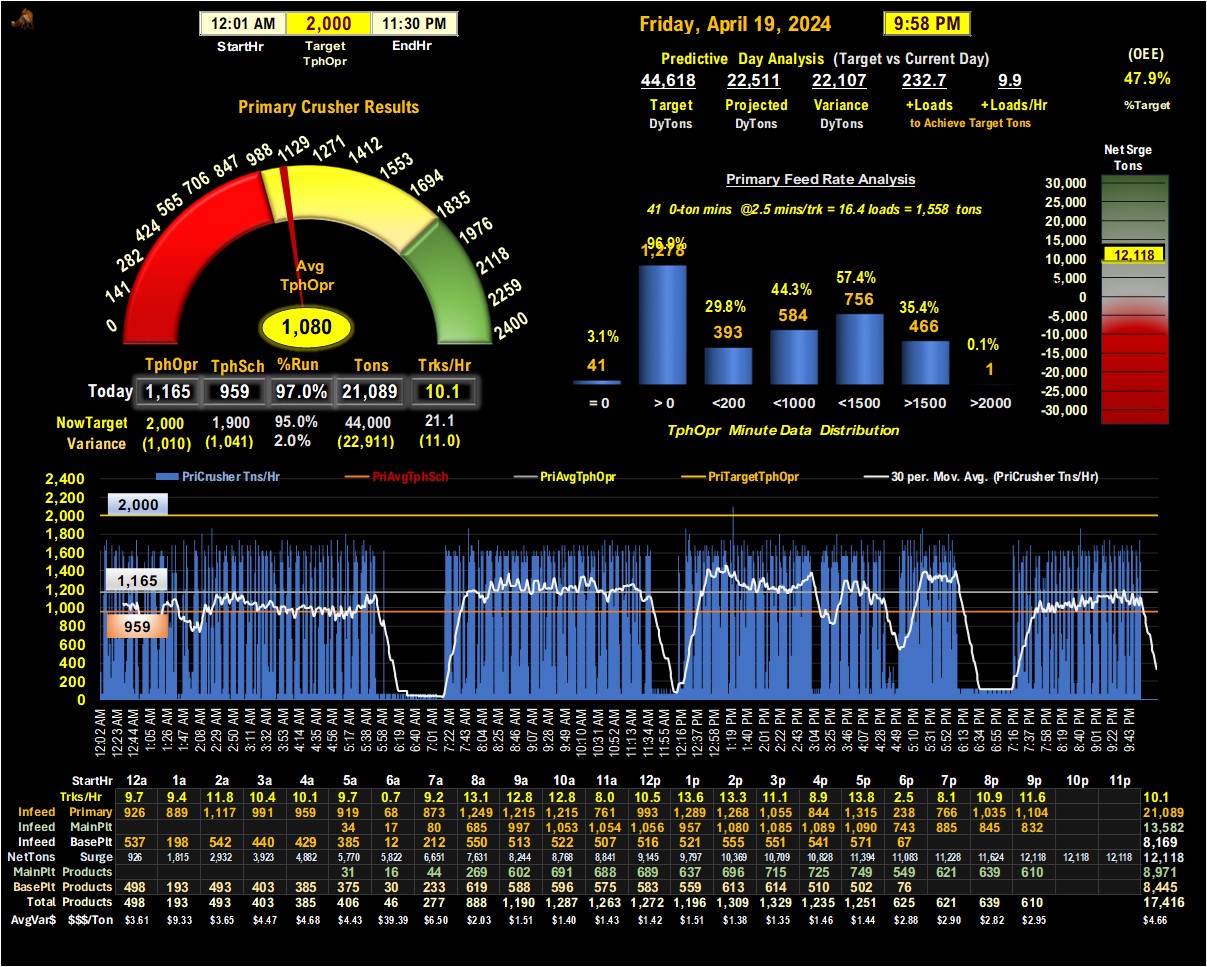 12:01 AM 2,000 11:30 PM
StartHr Target EndHr
TphOpr
Friday, April 19, 2024 9:58 PM
Predictive Day Analysis (Target vs Current Day)
44,618 22,511 22,107 232.7 9.9
Target Projected Variance +Loads +Loads/Hr
DyTons DyTons DyTons to Achieve Target Tons
(OEE)
47.9%
%Target
Primary Crusher Results
0 141 282 424 565 706 847 988 1129 1271 1412 1553 1694 1835 1976 2118 2259 2400
Avg
TphOpr
1,080
TphOpr TphSch %Run Tons Trks/Hr
Today 1,165 959 97.0% 21,089 10.1
NowTarget 2,000 1,900 95.0% 44,000 21.1
Variance (1,010) (1,041) 2.0% (22,911) (11.0)
Primary Feed Rate Analysis
41 0-ton mins @2.5 mins/trk = 16.4 loads = 1,558 tons
3.1% 96.9% 29.8% 44.3% 57.4% 35.4% 0.1%
41 1,278 393 584 756 466 1
= 0 > 0 <200 <1000 <1500 >1500 >2000
TphOpr Minute Data Distribution
Net Srge
Tons
30,000
25,000
20,000
15,000
12,118
10,000
5,000
0
-5,000
-10,000
-15,000
-20,000
-25,000
-30,000
PriCrusher Tns/Hr PriAvgTphSch PriAvgTphOpr PriTargetTphOpr 30 per. Mov. Avg. (PriCrusher Tns/Hr)
2,400
2,200
2,000
1,800
1,600
1,400
1,200
1,000
800
600
400
200
0
2,000
1,165
959
12:02 AM 12:23 AM 12:44 AM 1:05 AM 1:26 AM 1:47 AM 2:08 AM 2:29 AM 2:50 AM 3:11 AM 3:32 AM 3:53 AM 4:14 AM 4:35 AM 4:56 AM 5:17 AM 5:37 AM 5:58 AM 6:19 AM 6:40 AM 7:01 AM 7:22 AM 7:43 AM 8:04 AM 8:25 AM 8:46 AM 9:07 AM 9:28 AM 9:49 AM 10:10 AM 10:31 AM 10:52 AM 11:13 AM 11:34 AM 11:55 AM 12:16 PM 12:37 PM 12:58 PM 1:19 PM 1:40 PM 2:01 PM 2:22 PM 2:43 PM 3:04 PM 3:25 PM 3:46 PM 4:07 PM 4:28 PM 4:49 PM 5:10 PM 5:31 PM 5:52 PM 6:13 PM 6:34 PM 6:55 PM 7:16 PM 7:37 PM 7:58 PM 8:19 PM 8:40 PM 9:01 PM 9:22 PM 9:43 PM
StartHr 12a 1a 2a 3a 4a 5a 6a 7a 8a 9a 10a 11a 12p 1p 2p 3p 4p 5p 6p 7p 8p 9p 10p 11p
Trks/Hr 9.7 9.4 11.8 10.4 10.1 9.7 0.7 9.2 13.1 12.8 12.8 8.0 10.5 13.6 13.3 11.1 8.9 13.8 2.5 8.1 10.9 11.6 10.1
Infeed Primary 926 889 1,117 991 959 919 68 873 1,249 1,215 1,215 761 993 1,289 1,268 1,055 844 1,315 238 766 1,035 1,104 21,089
Infeed MainPlt 34 17 80 685 997 1,053 1,054 1,056 957 1,080 1,085 1,089 1,090 743 885 845 832 13,582
Infeed BasePlt 537 198 542 440 429 385 12 212 550 513 522 507 516 521 555 551 541 571 67 8,169
NetTons Surge 926 1,815 2,932 3,923 4,882 5,770 5,822 6,651 7,631 8,244 8,768 8,841 9,145 9,797 10,369 10,709 10,828 11,394 11,083 11,228 11,624 12,118 12,118 12,118 12,118
MainPlt Products 31 16 44 269 602 691 688 689 637 696 715 725 749 549 621 639 610 8,971
BasePlt Products 498 193 493 403 385 375 30 233 619 588 596 575 583 559 613 614 510 502 76 8,445
Total Products 498 193 493 403 385 406 46 277 888 1,190 1,287 1,263 1,272 1,196 1,309 1,329 1,235 1,251 625 621 639 610 17,416
AvgVar$ $$$/Ton $3.61 $9.33 $3.65 $4.47 $4.68 $4.43 $39.39 $6.50 $2.03 $1.51 $1.40 $1.43 $1.42 $1.51 $1.38 $1.35 $1.46 $1.44 $2.88 $2.90 $2.82 $2.95 $4.66